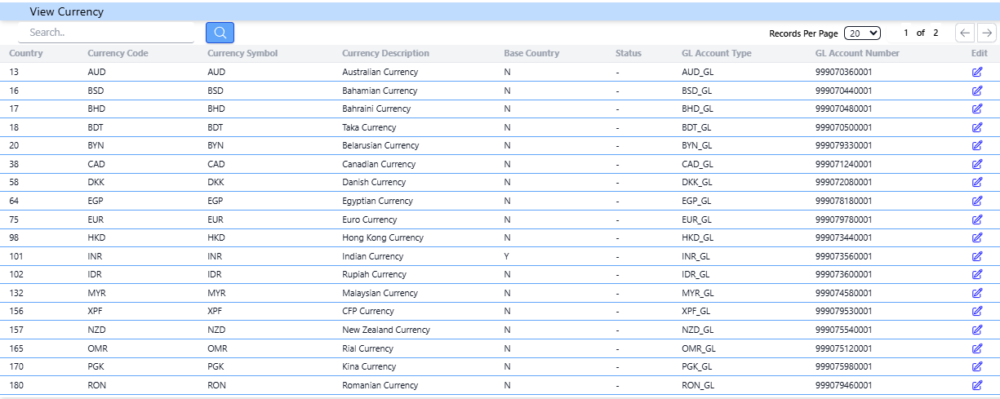 View Currency
Search.. Records Per Page 20 1 of 2
Country Currency Code Currency Symbol Currency Description Base Country Status GL Account Type GL Account Number Edit
13 AUD AUD Australian Currency N - AUD_GL 999070360001
16 BSD BSD Bahamian Currency N - BSD_GL 999070440001
17 BHD BHD Bahraini Currency N - BHD_GL 999070480001
18 BDT BDT Taka Currency N - BDT_GL 999070500001
20 BYN BYN Belarusian Currency N - BYN_GL 999079330001
38 CAD CAD Canadian Currency N - CAD_GL 999071240001
58 DKK DKK Danish Currency N - DKK_GL 999072080001
64 EGP EGP Egyptian Currency N - EGP_GL 999078180001
75 EUR EUR Euro Currency N - EUR_GL 999079780001
98 HKD HKD Hong Kong Currency N - HKD_GL 999073440001
101 INR INR Indian Currency Y - INR_GL 999073560001
102 IDR IDR Rupiah Currency N - IDR_GL 999073600001
132 MYR MYR Malaysian Currency N - MYR_GL 999074580001
156 XPF XPF CFP Currency N - XPF_GL 999079530001
157 NZD NZD New Zealand Currency N - NZD_GL 999075540001
165 OMR OMR Rial Currency N - OMR_GL 999075120001
170 PGK PGK Kina Currency N - PGK_GL 999075980001
180 RON RON Romanian Currency N - RON_GL 999079460001